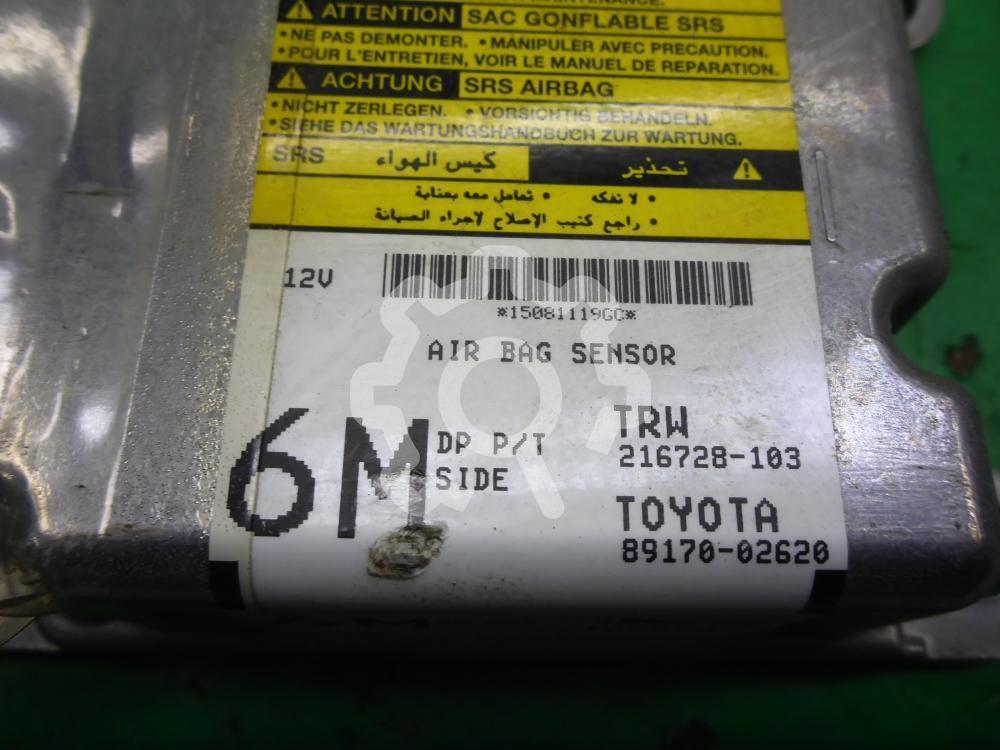 MAINTENANCE.
⚠ ATTENTION SAC GONFLABLE SRS
•NE PAS DEMONTER. •MANIPULER AVEC PRECAUTION.
•POUR L'ENTRETIEN, VOIR LE MANUEL DE REPARATION.
⚠ ACHTUNG SRS AIRBAG
•NICHT ZERLEGEN. •VORSICHTIG BEHANDELN.
•SIEHE DAS WARTUNGSHANDBUCH ZUR WARTUNG.
⚠ تحذير كيس الهواء SRS
• لا تفكه • تعامل معه بعناية
• راجع كتيب الإصلاح لاجراء الصيانة
12V
*15081119GC*
AIR BAG SENSOR
6M DP P/T TRW
SIDE 216728-103
TOYOTA
89170-02620